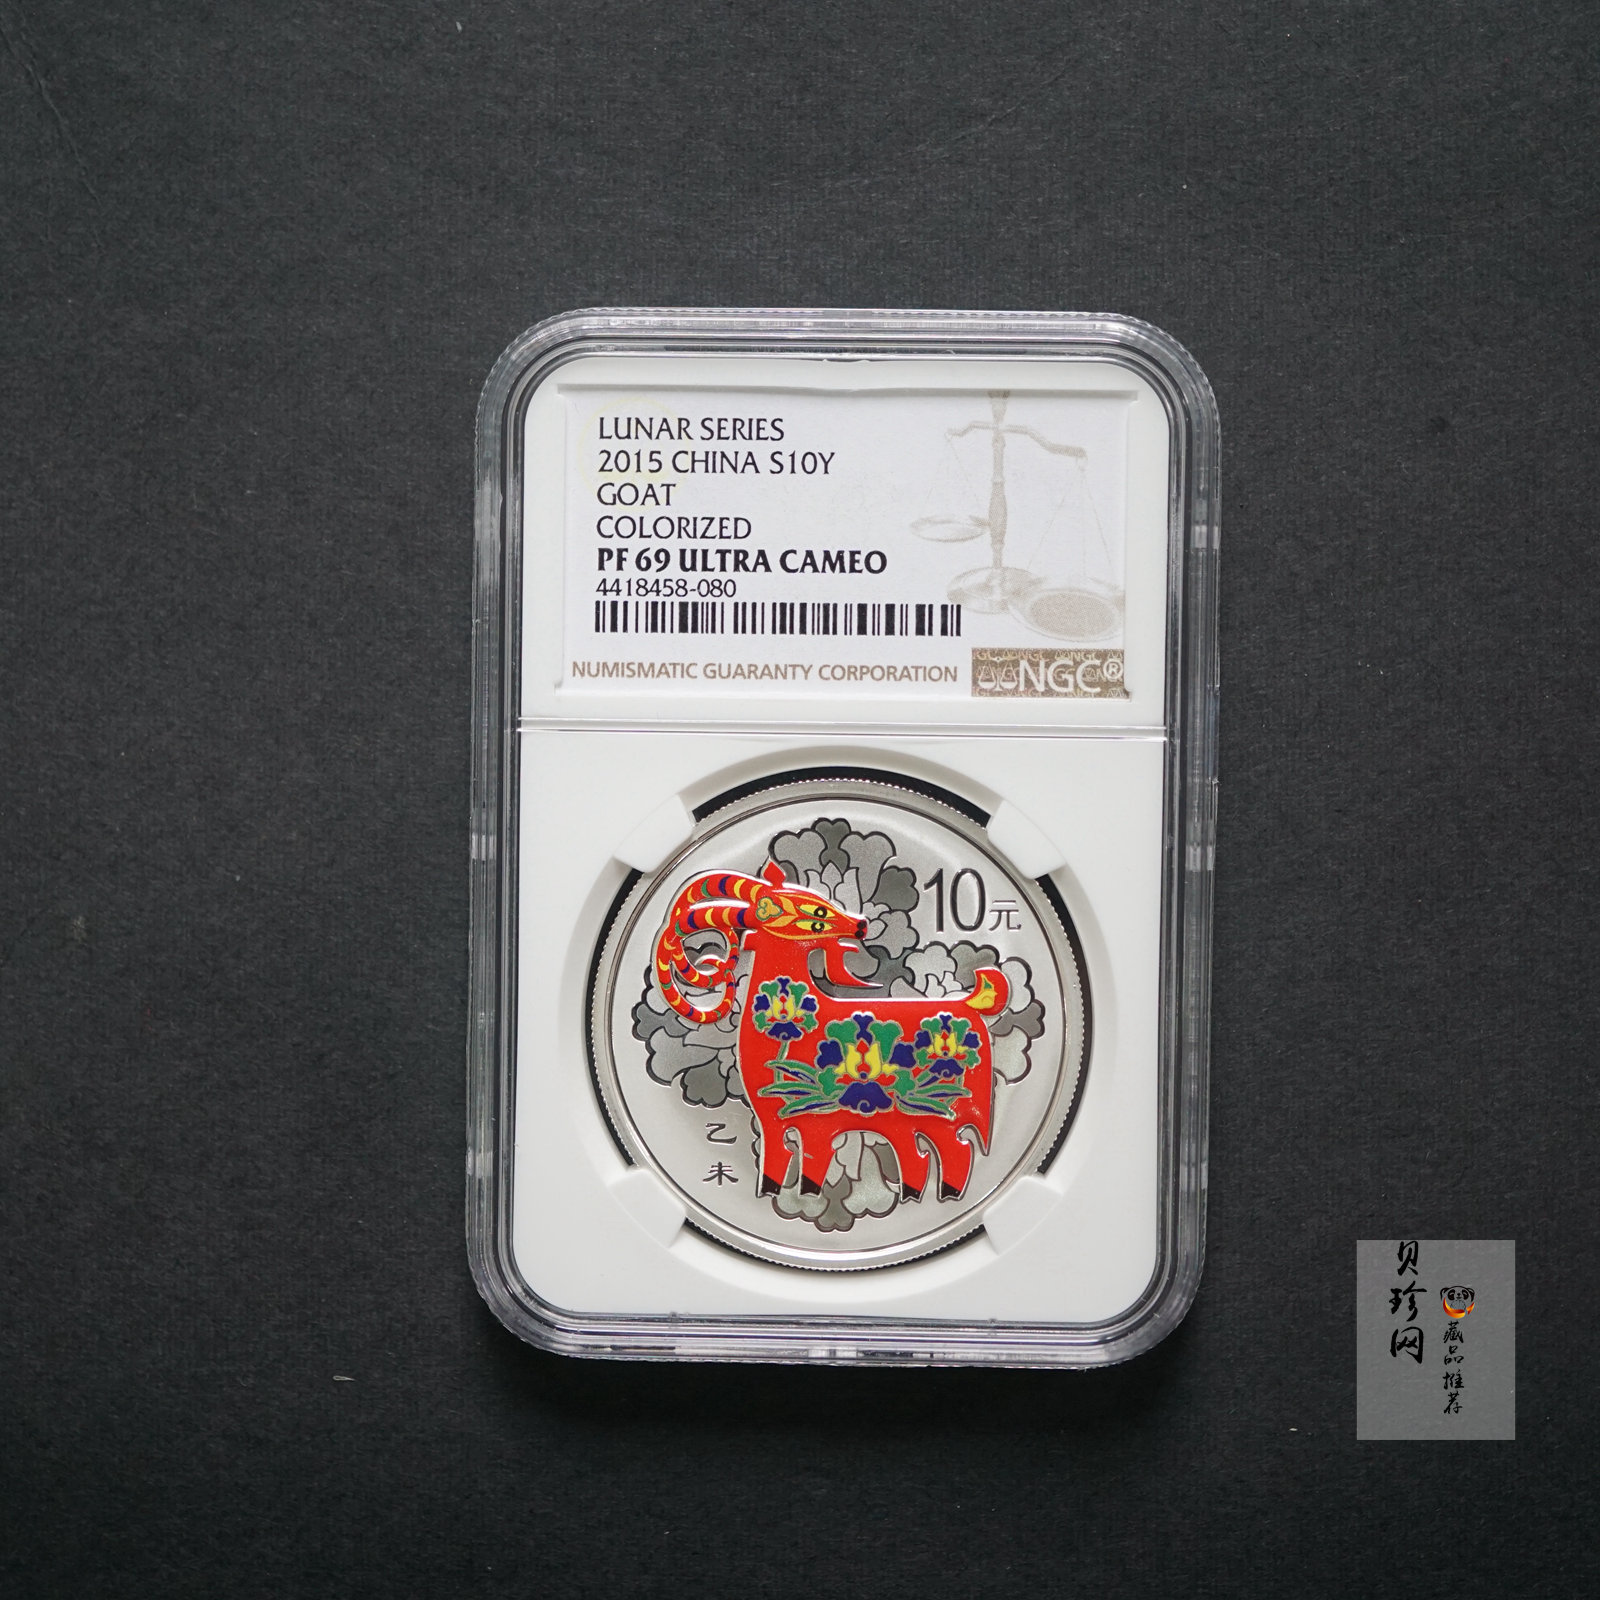 LUNAR SERIES
2015 CHINA S10Y
GOAT
COLORIZED
PF 69 ULTRA CAMEO
4418458-080
NUMISMATIC GUARANTY CORPORATION
NGC®
10元
乙
未
贝珍网
藏品推荐